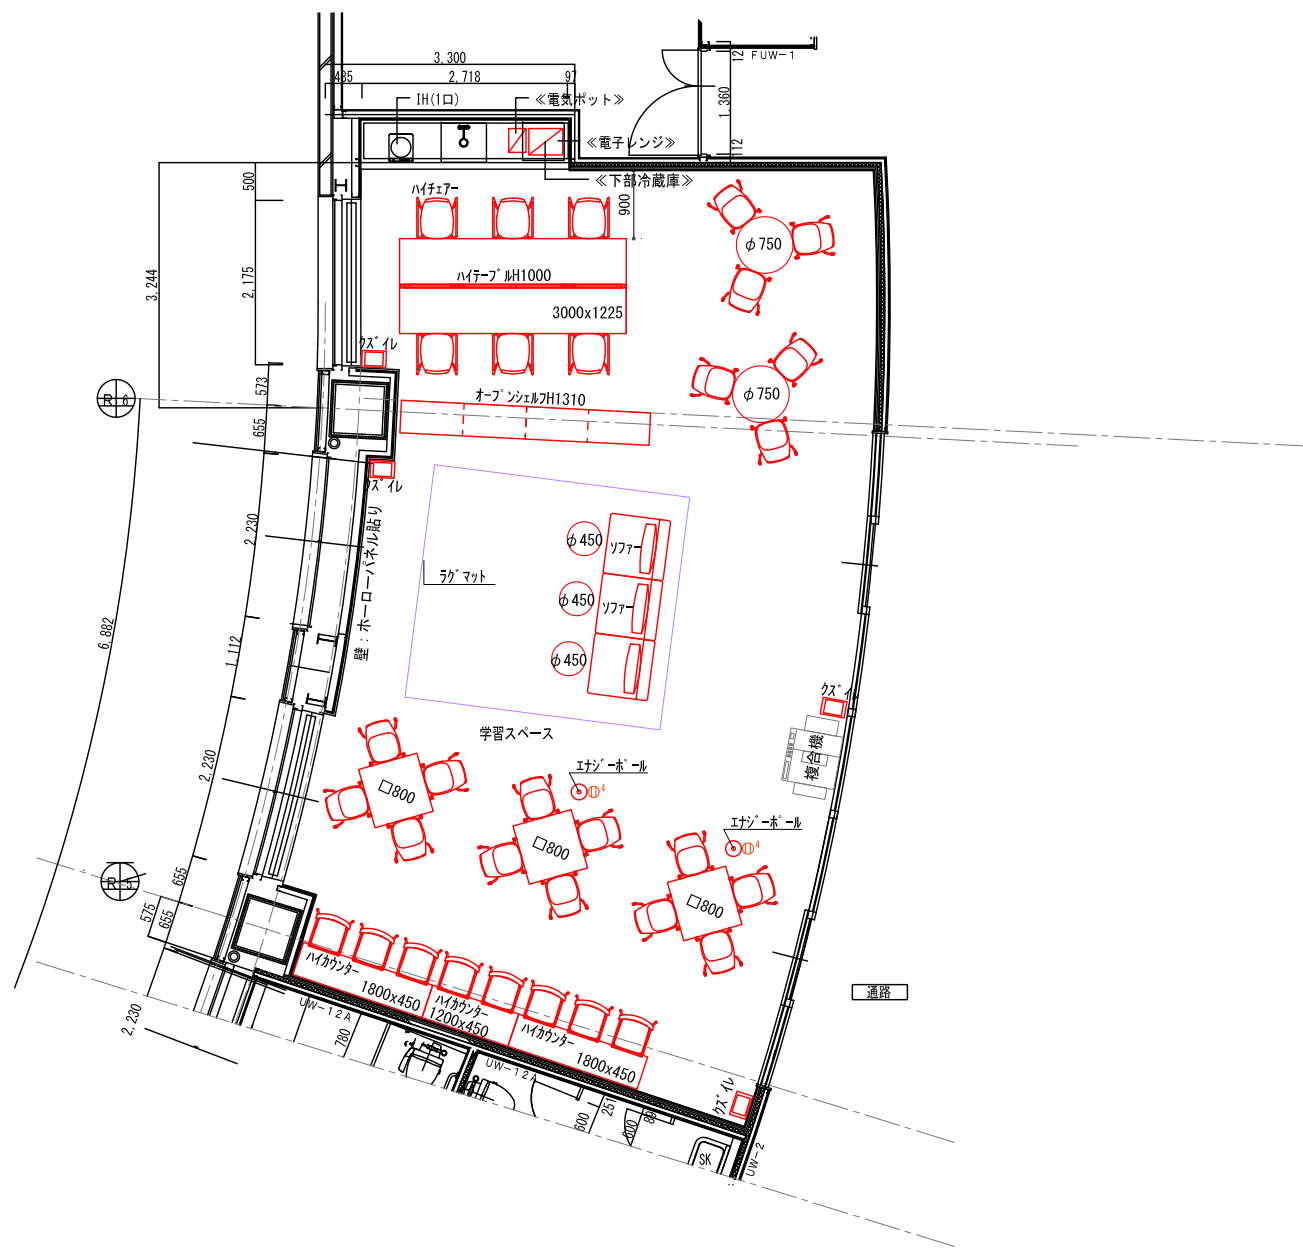 3,300
485
2,718
97
12
FUW-1
1,360
112
IH(1口)
≪電気ポット≫
≪電子レンジ≫
≪下部冷蔵庫≫
900
500
2,175
3,244
ハイチェアー
ハイテーブルH1000
3000x1225
φ750
φ750
クズイレ
オープンシェルフH1310
573
655
R 6
クズイレ
2,230
壁：ホーローパネル貼り
6,882
1,112
ラグマット
φ450
ソファー
φ450
ソファー
φ450
クズイレ
複合機
学習スペース
エナジーポール
4
エナジーポール
4
□800
□800
□800
2,230
655
R 5
575
655
2,230
ハイカウンター
1800x450
ハイカウンター
1200x450
ハイカウンター
1800x450
通路
クズイレ
UW-12A
780
UW-12A
600
251
600
SK
UW-2